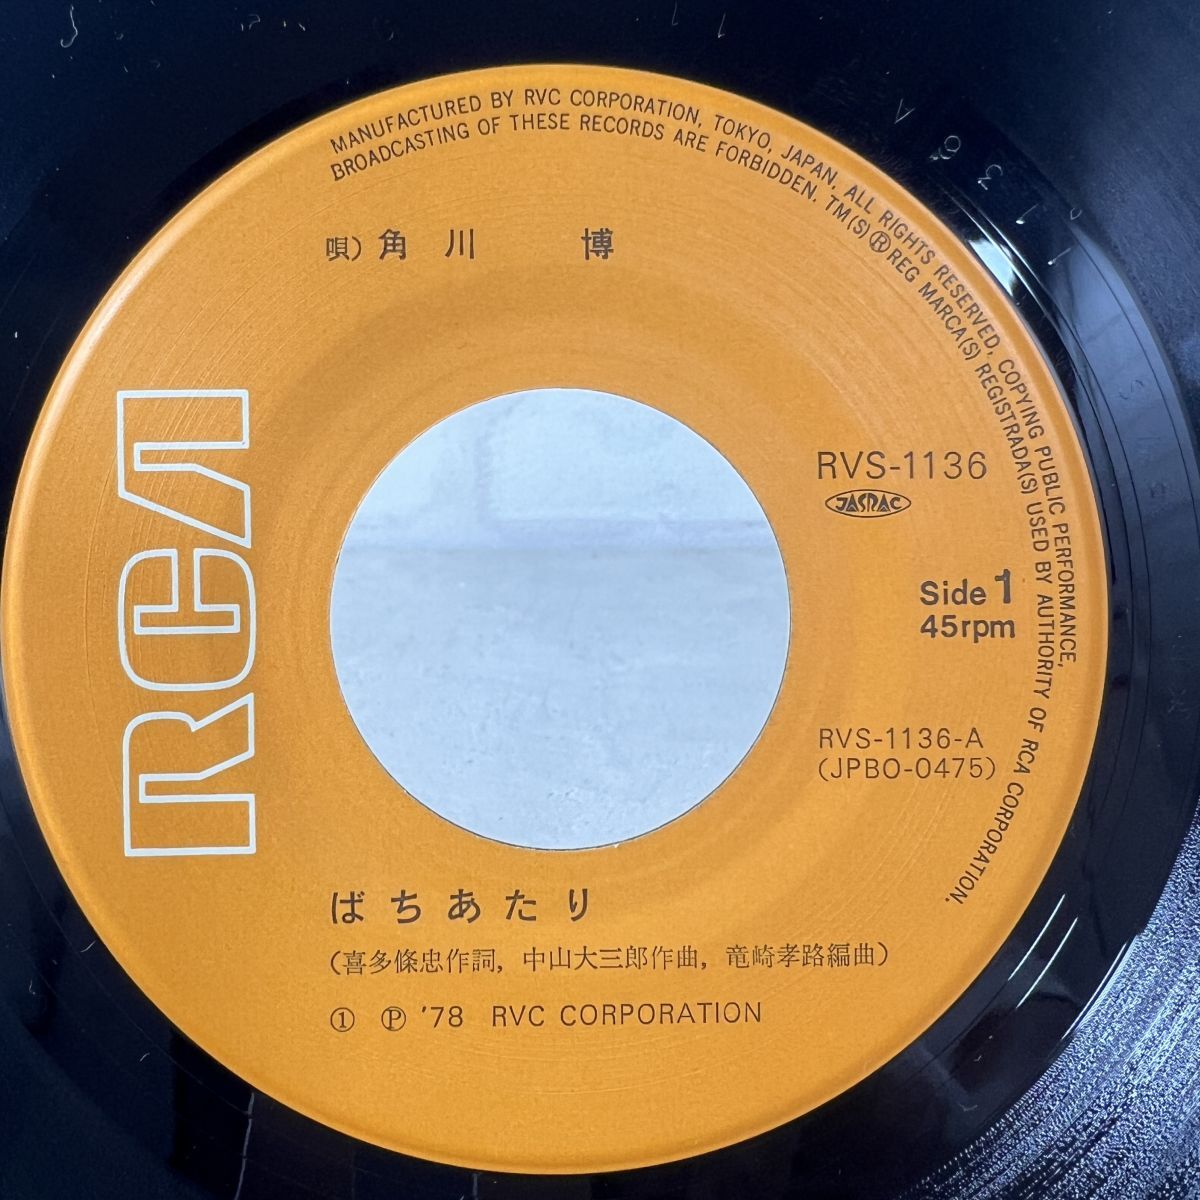 MANUFACTURED BY RVC CORPORATION, TOKYO, JAPAN. ALL RIGHTS RESERVED, COPYING PUBLIC PERFORMANCE,
BROADCASTING OF THESE RECORDS ARE FORBIDDEN. TM(S)®REG MARCA(S) REGISTRADA(S) USED BY AUTHORITY OF RCA CORPORATION.
唄）角川 博
RCA
RVS-1136
JASRAC
Side 1
45rpm
RVS-1136-A
(JPBO-0475)
ばちあたり
(喜多條忠作詞, 中山大三郎作曲, 竜崎孝路編曲)
① Ⓟ '78 RVC CORPORATION